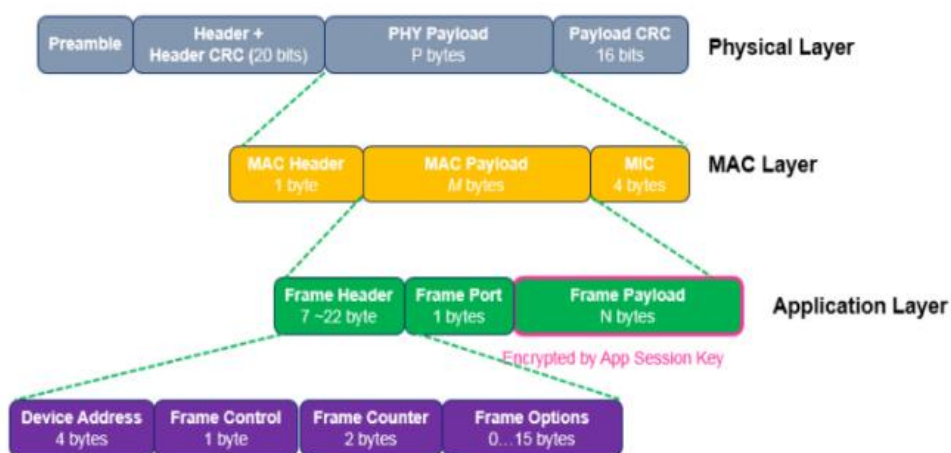 Preamble
Header +
Header CRC (20 bits)
PHY Payload
P bytes
Payload CRC
16 bits
Physical Layer
MAC Header
1 byte
MAC Payload
M bytes
MIC
4 bytes
MAC Layer
Frame Header
7 ~22 byte
Frame Port
1 bytes
Frame Payload
N bytes
Application Layer
Encrypted by App Session Key
Device Address
4 bytes
Frame Control
1 byte
Frame Counter
2 bytes
Frame Options
0...15 bytes